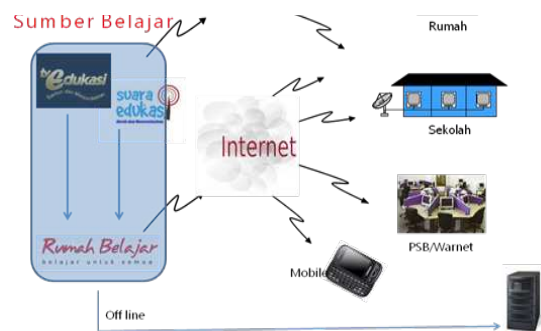 Sumber Belajar
Rumah
tv edukasi
suara
edukasi
Internet
Sekolah
Rumah Belajar
belajar untuk semua
PSB/Warnet
Mobile
Off line